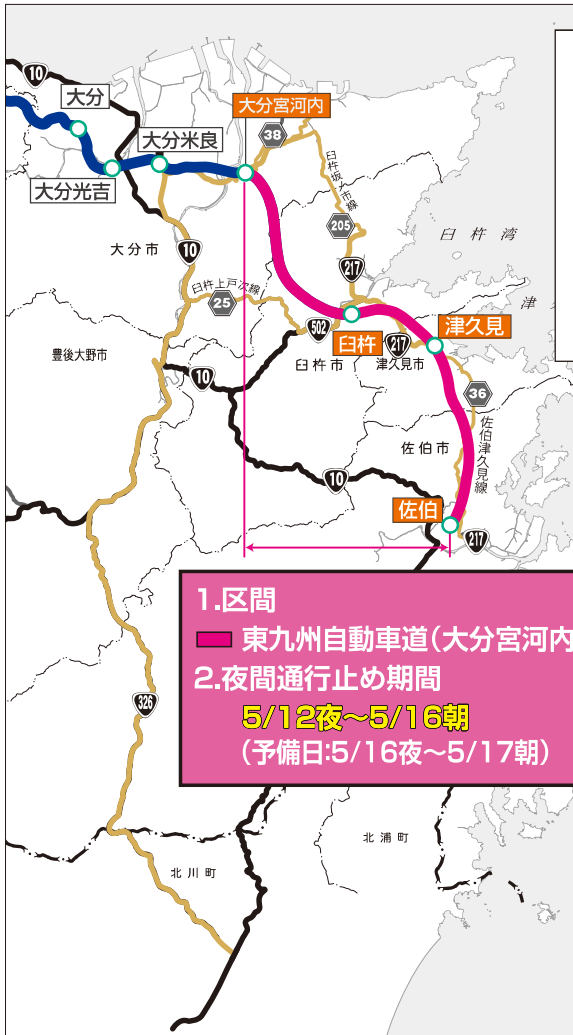 10
大分
大分宮河内
38
大分米良
臼杵坂ノ市線
大分光吉
205
臼杵湾
大分市
10
217
臼杵上戸次線
25
津
502
臼杵
津久見
豊後大野市
臼杵市
217
津久見市
10
36
佐伯市
佐伯津久見線
10
佐伯
217
1.区間
東九州自動車道(大分宮河内
2.夜間通行止め期間
5/12夜〜5/16朝
(予備日:5/16夜〜5/17朝)
326
北浦町
北川町